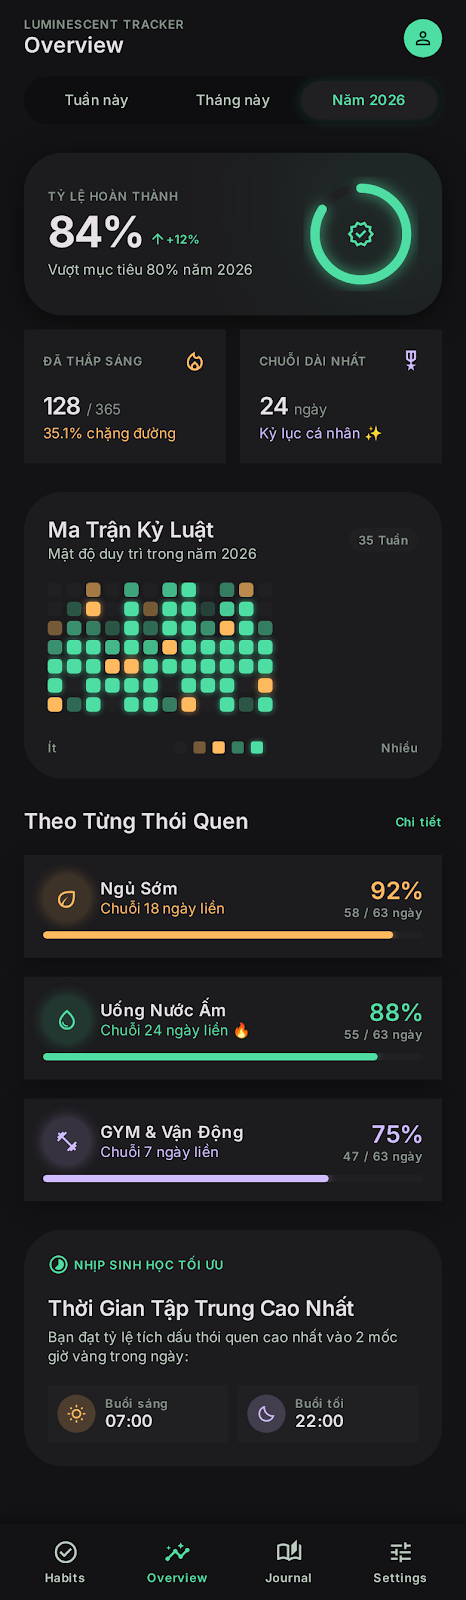 LUMINESCENT TRACKER
Overview
Tuần này
Tháng này
Năm 2026
TỶ LỆ HOÀN THÀNH
84% ↑+12%
Vượt mục tiêu 80% năm 2026
ĐÃ THẮP SÁNG
128 / 365
35.1% chặng đường
CHUỖI DÀI NHẤT
24 ngày
Kỷ lục cá nhân ✨
Ma Trận Kỷ Luật
Mật độ duy trì trong năm 2026
35 Tuần
Ít
Nhiều
Theo Từng Thói Quen
Chi tiết
Ngủ Sớm
Chuỗi 18 ngày liền
92%
58 / 63 ngày
Uống Nước Ấm
Chuỗi 24 ngày liền 🔥
88%
55 / 63 ngày
GYM & Vận Động
Chuỗi 7 ngày liền
75%
47 / 63 ngày
NHỊP SINH HỌC TỐI ƯU
Thời Gian Tập Trung Cao Nhất
Bạn đạt tỷ lệ tích dấu thói quen cao nhất vào 2 mốc
giờ vàng trong ngày:
Buổi sáng
07:00
Buổi tối
22:00
Habits
Overview
Journal
Settings